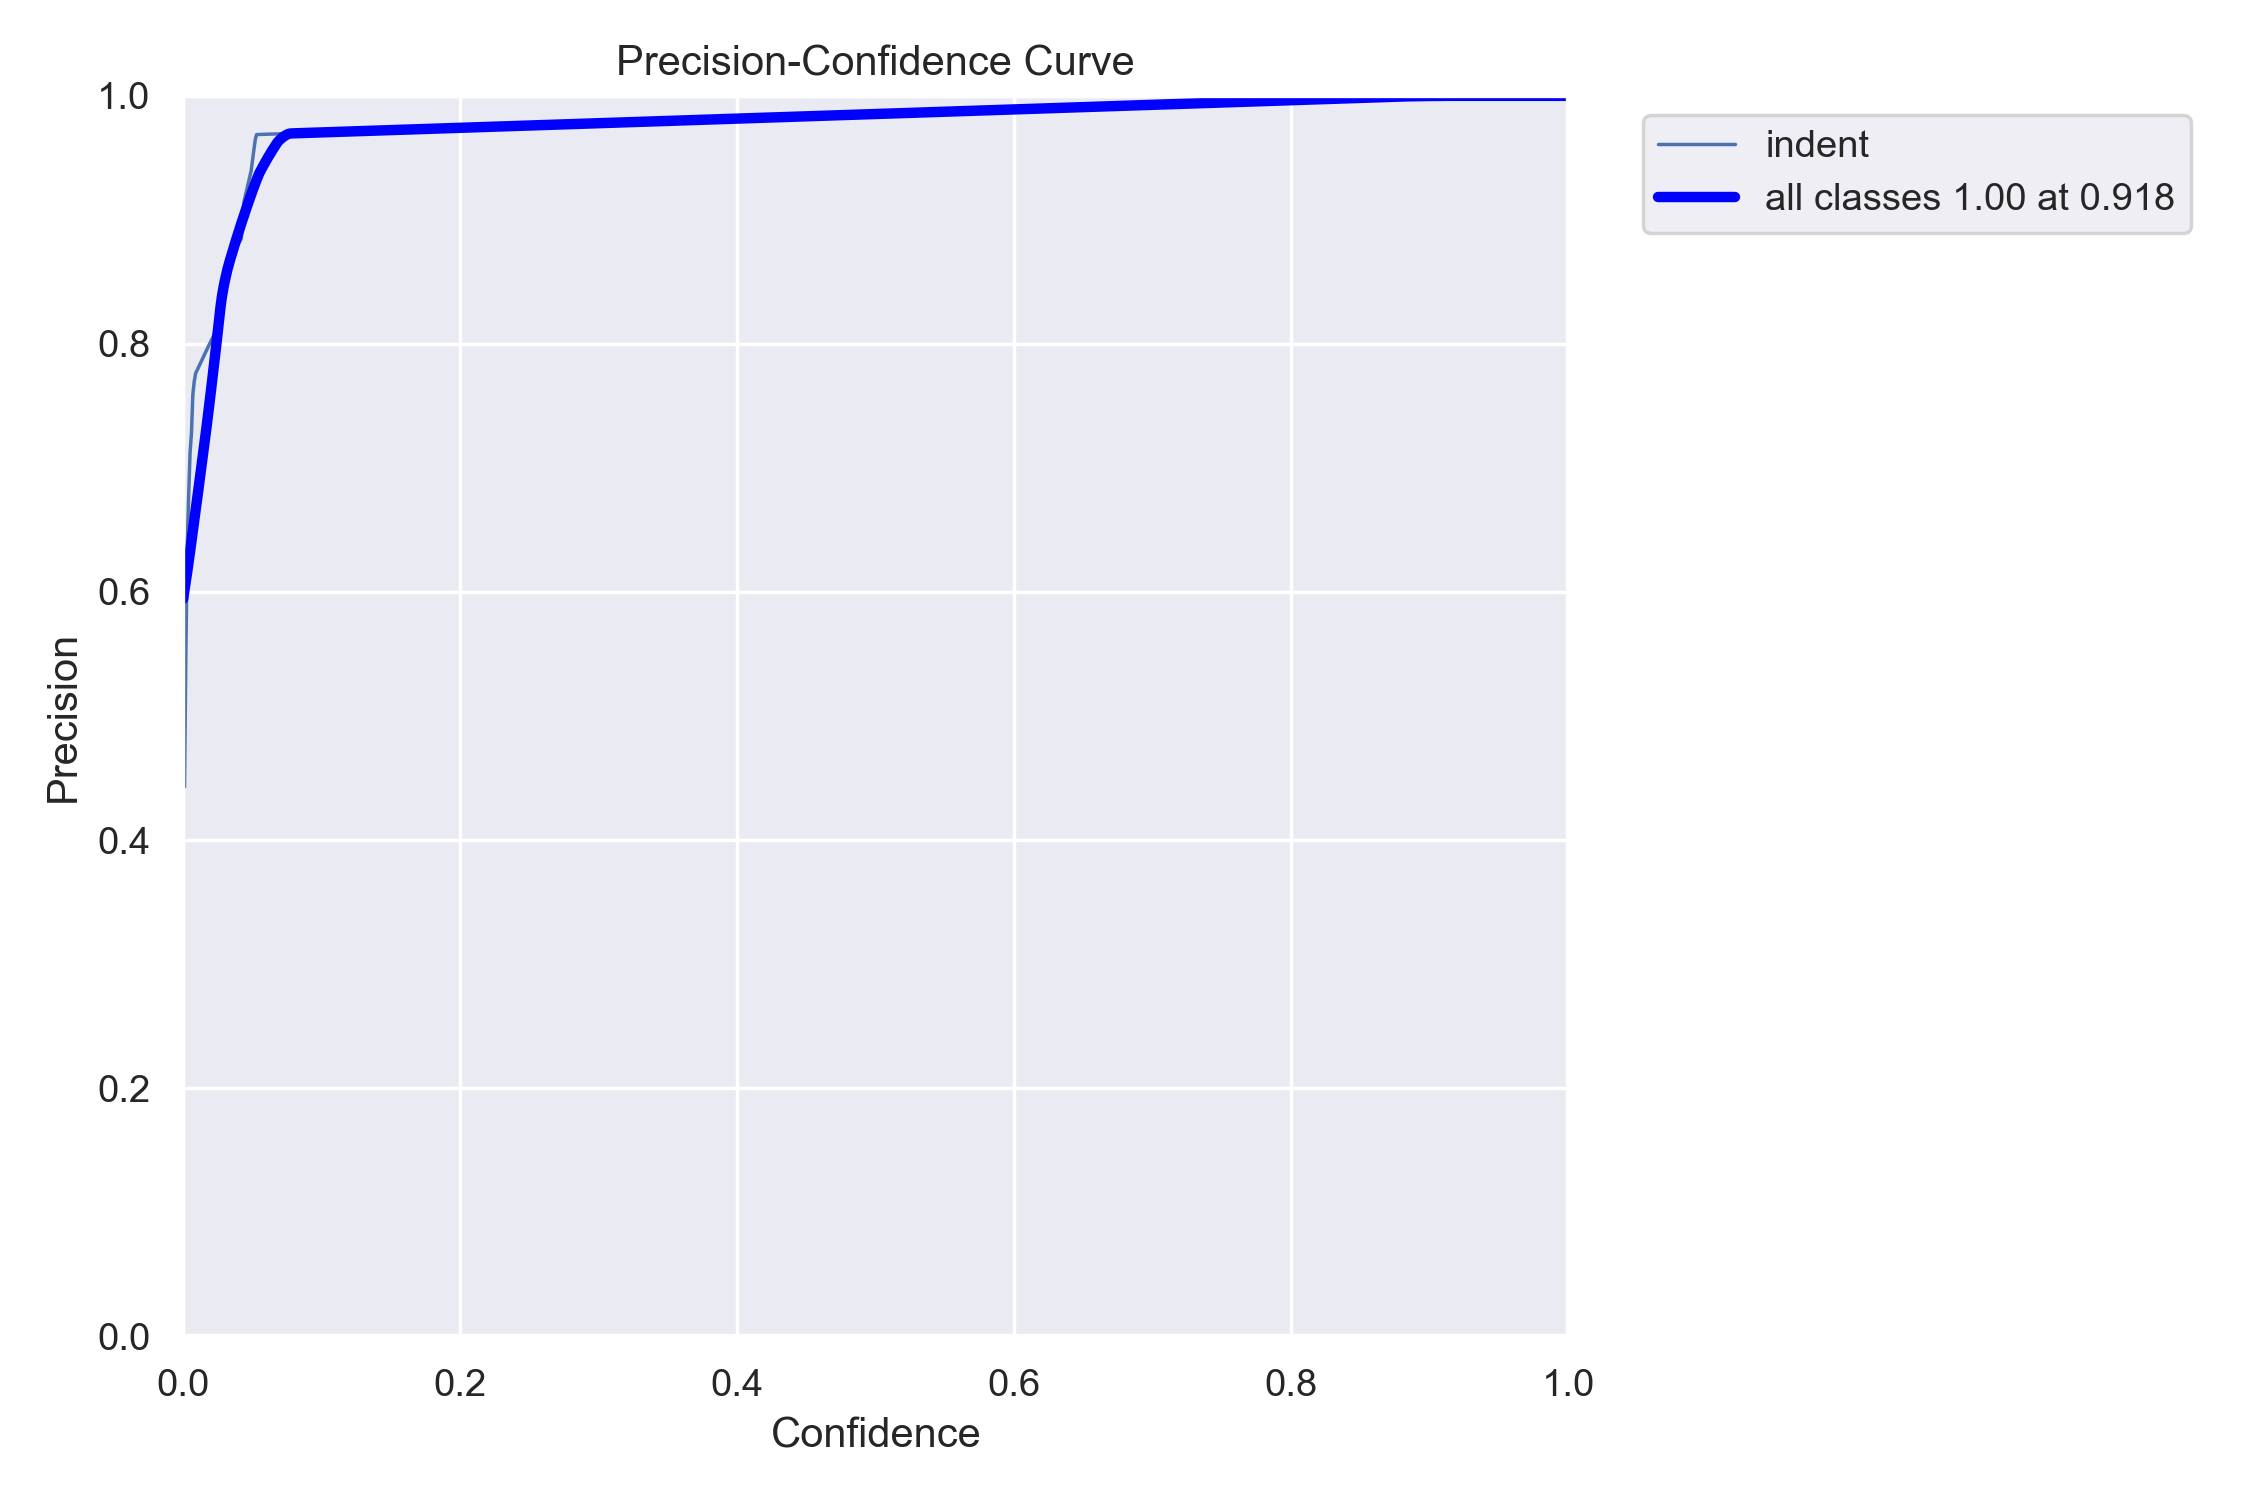 Precision-Confidence Curve
indent
all classes 1.00 at 0.918
Precision
1.0
0.8
0.6
0.4
0.2
0.0
0.0 0.2 0.4 0.6 0.8 1.0
Confidence